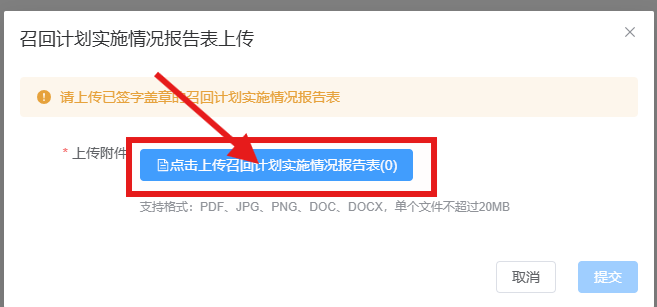 召回计划实施情况报告表上传
请上传已签字盖章的召回计划实施情况报告表
* 上传附件
点击上传召回计划实施情况报告表(0)
支持格式：PDF、JPG、PNG、DOC、DOCX，单个文件不超过20MB
取消
提交